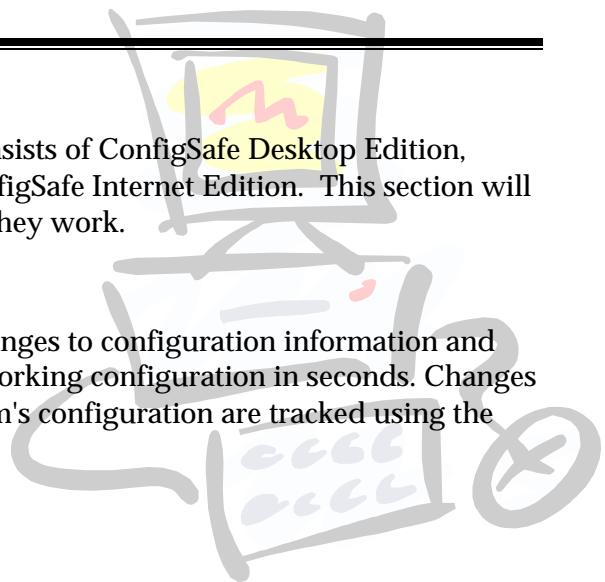 sists of ConfigSafe Desktop Edition,
figSafe Internet Edition. This section will
hey work.
nges to configuration information and
orking configuration in seconds. Changes
m's configuration are tracked using the